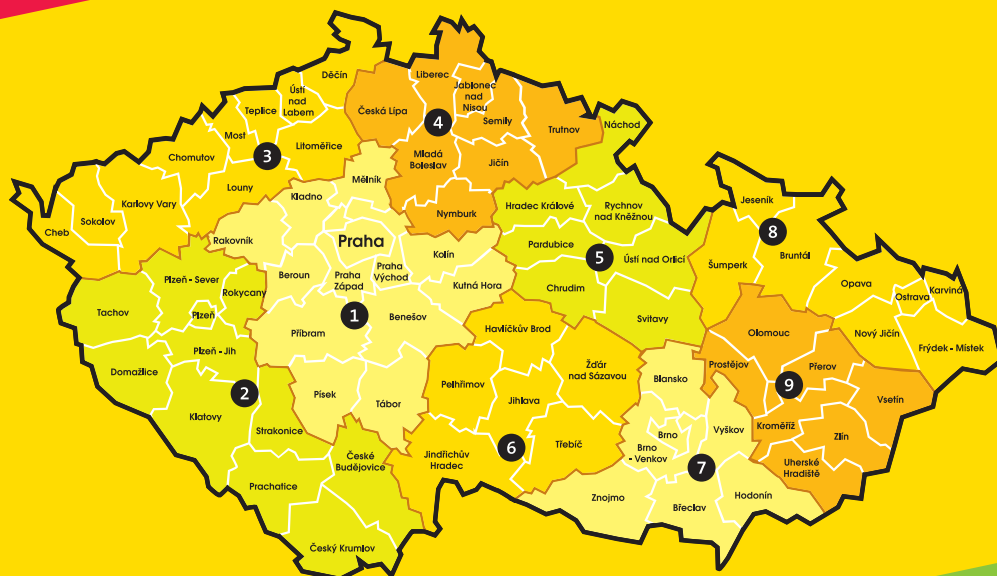 Děčín
Ústí
nad
Labem
Teplice
Most
Litoměřice
3
Chomutov
Louny
Karlovy Vary
Sokolov
Cheb
Liberec
Jablonec
nad
Nisou
Česká Lípa
4
Semily
Trutnov
Mladá
Boleslav
Jičín
Nymburk
Mělník
Kladno
Rakovník
Praha
Beroun
Praha
Západ
Praha
Východ
Kolín
Kutná Hora
1
Benešov
Příbram
Písek
Tábor
Plzeň - Sever
Rokycany
Plzeň
Tachov
Plzeň - Jih
Domažlice
2
Klatovy
Strakonice
České
Budějovice
Prachatice
Český Krumlov
Náchod
Hradec Králové
Rychnov
nad Kněžnou
Pardubice
5
Ústí nad Orlicí
Chrudim
Svitavy
Havlíčkův Brod
Žďár
nad Sázavou
Pelhřimov
Jihlava
6
Třebíč
Jindřichův
Hradec
Blansko
Brno
Brno
- Venkov
Vyškov
7
Znojmo
Břeclav
Hodonín
Jeseník
8
Bruntál
Šumperk
Opava
Ostrava
Karviná
Nový Jičín
Frýdek - Místek
Olomouc
Prostějov
Přerov
9
Vsetín
Kroměříž
Zlín
Uherské
Hradiště